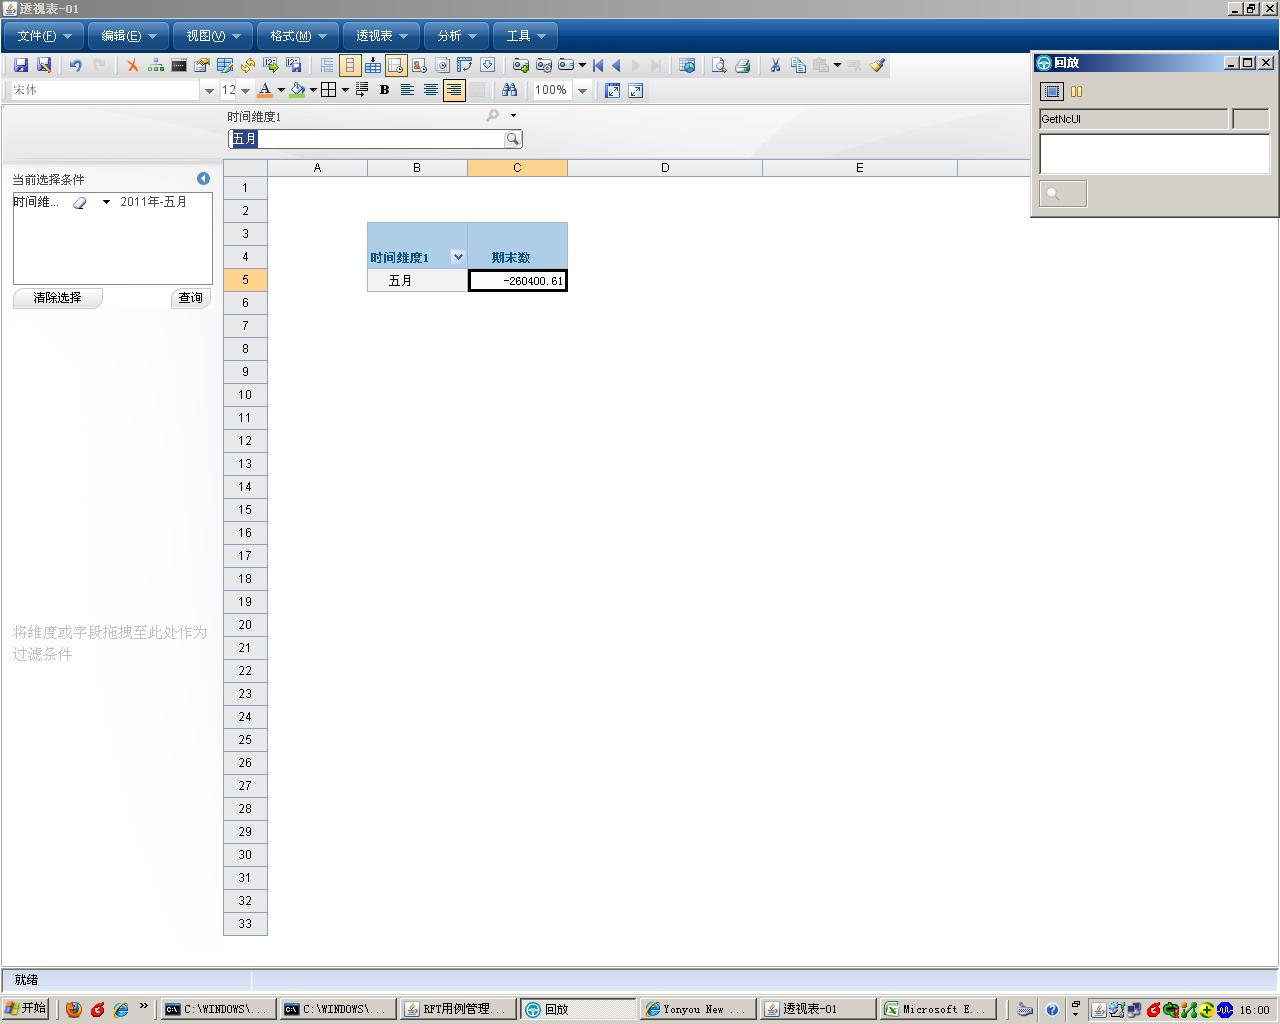 透视表-01
文件(F) 编辑(E) 视图(V) 格式(M) 透视表 分析 工具
宋体 12 100%
回放
GetNcUI
时间维度1
五月
当前选择条件
时间维... 2011年-五月
清除选择 查询
将维度或字段拖拽至此处作为
过滤条件
A B C D E
1
2
3
4 时间维度1 期末数
5 五月 -260400.61
6
7
8
9
10
11
12
13
14
15
16
17
18
19
20
21
22
23
24
25
26
27
28
29
30
31
32
33
就绪
开始 C:\WINDOWS\... C:\WINDOWS\... RFT用例管理... 回放 Yonyou New ... 透视表-01 Microsoft E... 16:00